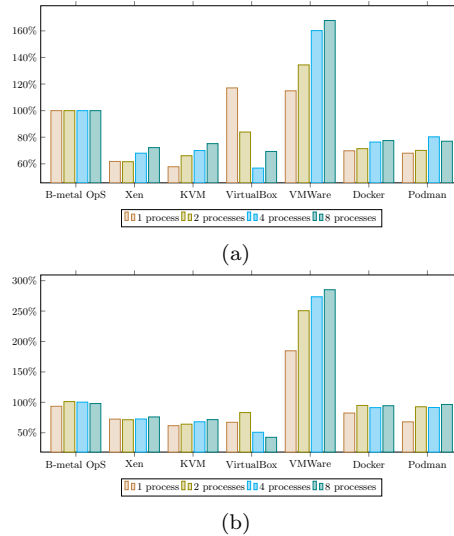 160%
140%
120%
100%
80%
60%
B-metal OpS Xen KVM VirtualBox VMWare Docker Podman
1 process 2 processes 4 processes 8 processes
(a)
300%
250%
200%
150%
100%
50%
B-metal OpS Xen KVM VirtualBox VMWare Docker Podman
1 process 2 processes 4 processes 8 processes
(b)